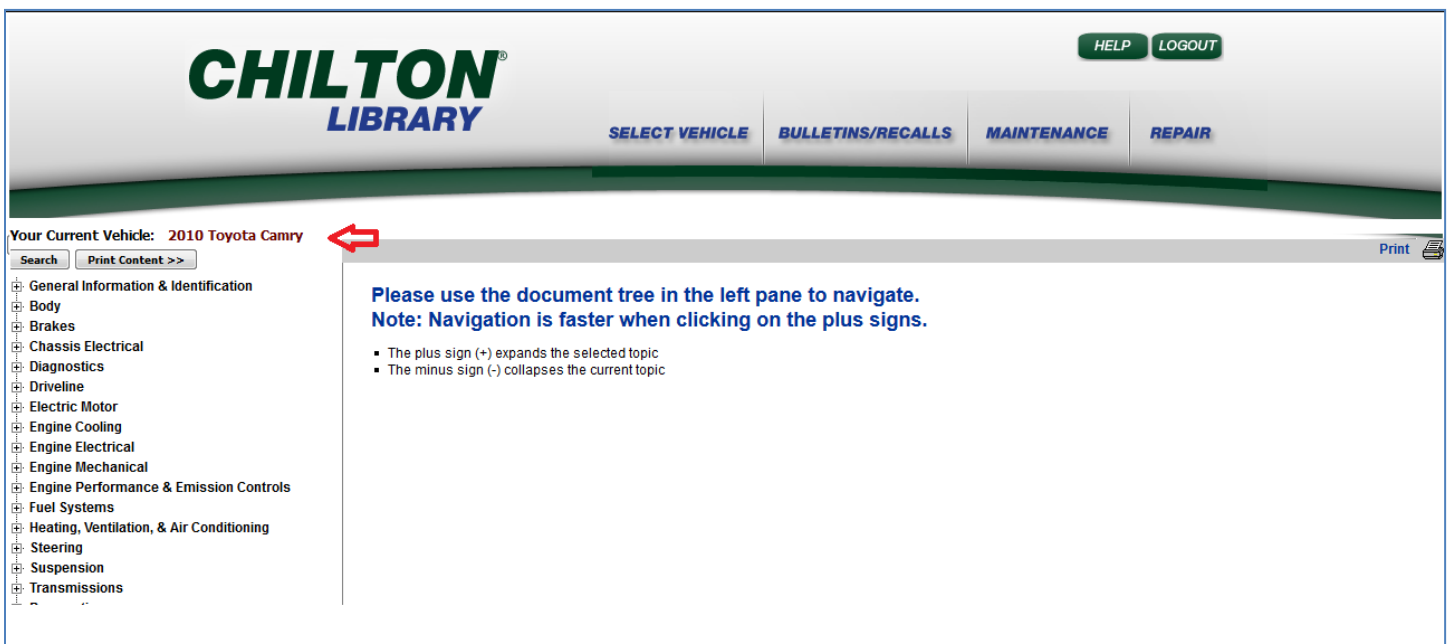 HELP LOGOUT
CHILTON®
LIBRARY
SELECT VEHICLE BULLETINS/RECALLS MAINTENANCE REPAIR
Your Current Vehicle: 2010 Toyota Camry
Search Print Content >>
Print
General Information & Identification
Body
Brakes
Chassis Electrical
Diagnostics
Driveline
Electric Motor
Engine Cooling
Engine Electrical
Engine Mechanical
Engine Performance & Emission Controls
Fuel Systems
Heating, Ventilation, & Air Conditioning
Steering
Suspension
Transmissions
Please use the document tree in the left pane to navigate.
Note: Navigation is faster when clicking on the plus signs.
▪ The plus sign (+) expands the selected topic
▪ The minus sign (-) collapses the current topic